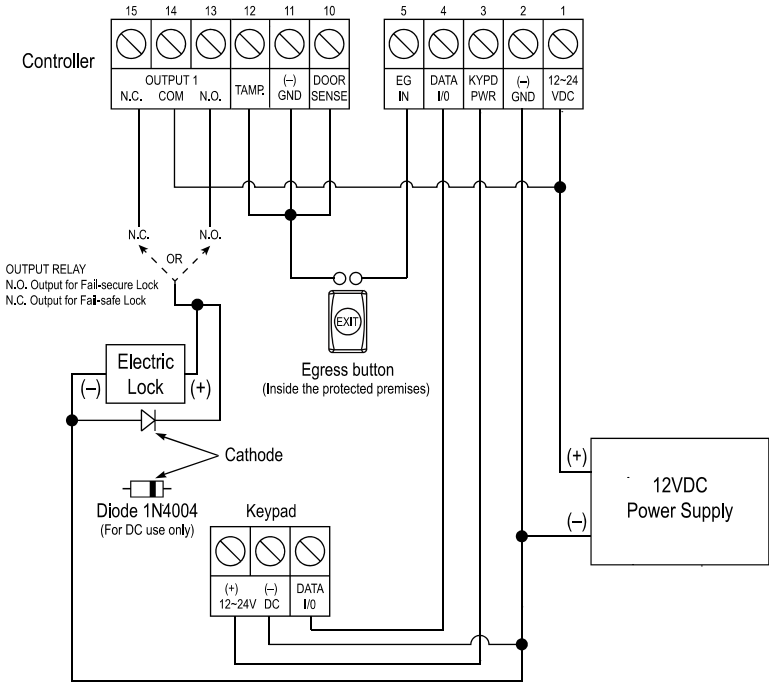 15 14 13 12 11 10 5 4 3 2 1
Controller
OUTPUT 1
N.C. COM N.O.
TAMP.
(–)
GND
DOOR
SENSE
EG
IN
DATA
I/0
KYPD
PWR
(–)
GND
12~24
VDC
N.C. N.O.
OR
OUTPUT RELAY
N.O. Output for Fail-secure Lock
N.C. Output for Fail-safe Lock
EXIT
Egress button
(Inside the protected premises)
Electric
Lock
(–) (+)
Cathode
Diode 1N4004
(For DC use only)
(+)
(–)
12VDC
Power Supply
Keypad
(+) (–)
12~24V DC
DATA
I/0